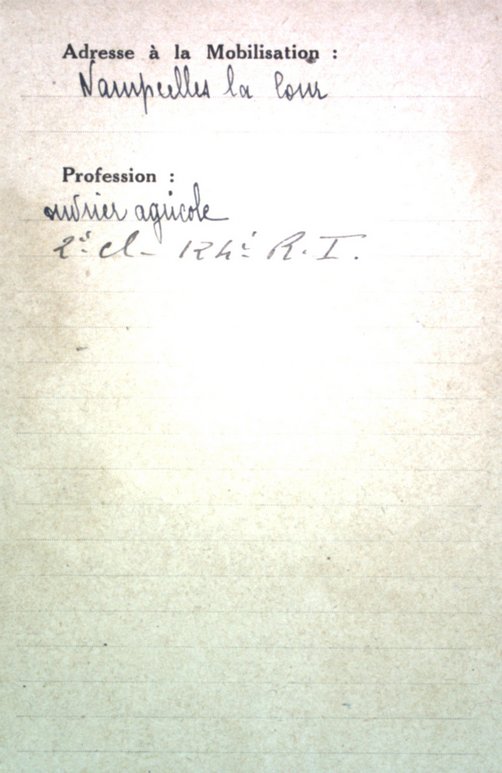 Adresse à la Mobilisation :
Nampcelles la Cour
Profession :
ouvrier agricole
2e cl - 124e R.I.